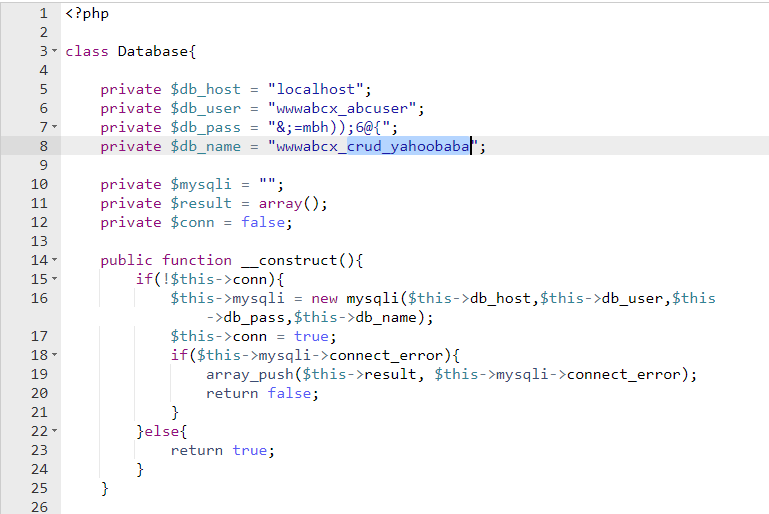 1 <?php
2
3 class Database{
4
5 private $db_host = "localhost";
6 private $db_user = "wwwabcx_abcuser";
7 private $db_pass = "&;=mbh));6@{";
8 private $db_name = "wwwabcx_crud_yahoobaba";
9
10 private $mysqli = "";
11 private $result = array();
12 private $conn = false;
13
14 public function __construct(){
15 if(!$this->conn){
16 $this->mysqli = new mysqli($this->db_host,$this->db_user,$this
->db_pass,$this->db_name);
17 $this->conn = true;
18 if($this->mysqli->connect_error){
19 array_push($this->result, $this->mysqli->connect_error);
20 return false;
21 }
22 }else{
23 return true;
24 }
25 }
26